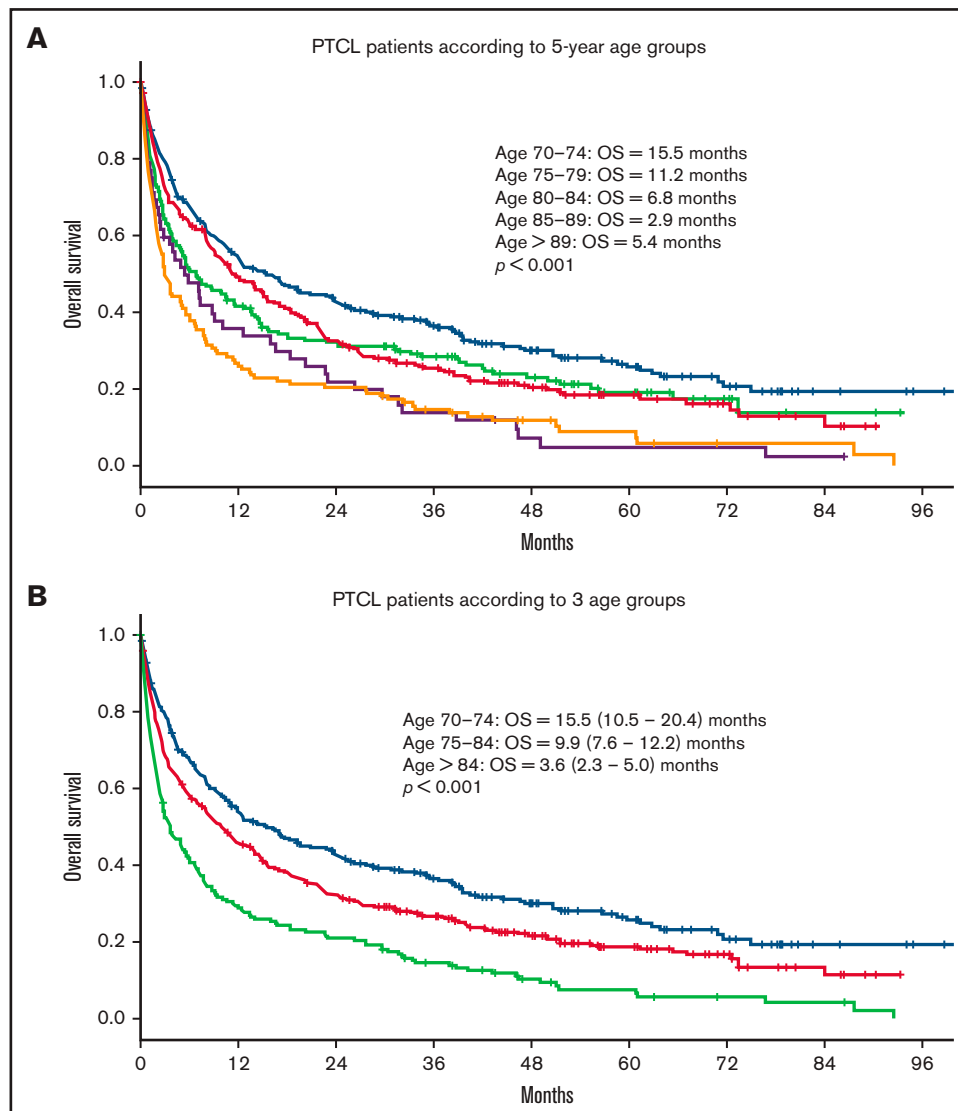 A
PTCL patients according to 5-year age groups
1.0
0.8
0.6
0.4
0.2
0.0
Overall survival
Age 70–74: OS = 15.5 months
Age 75–79: OS = 11.2 months
Age 80–84: OS = 6.8 months
Age 85–89: OS = 2.9 months
Age > 89: OS = 5.4 months
p < 0.001
0 12 24 36 48 60 72 84 96
Months
B
PTCL patients according to 3 age groups
1.0
0.8
0.6
0.4
0.2
0.0
Overall survival
Age 70–74: OS = 15.5 (10.5 – 20.4) months
Age 75–84: OS = 9.9 (7.6 – 12.2) months
Age > 84: OS = 3.6 (2.3 – 5.0) months
p < 0.001
0 12 24 36 48 60 72 84 96
Months